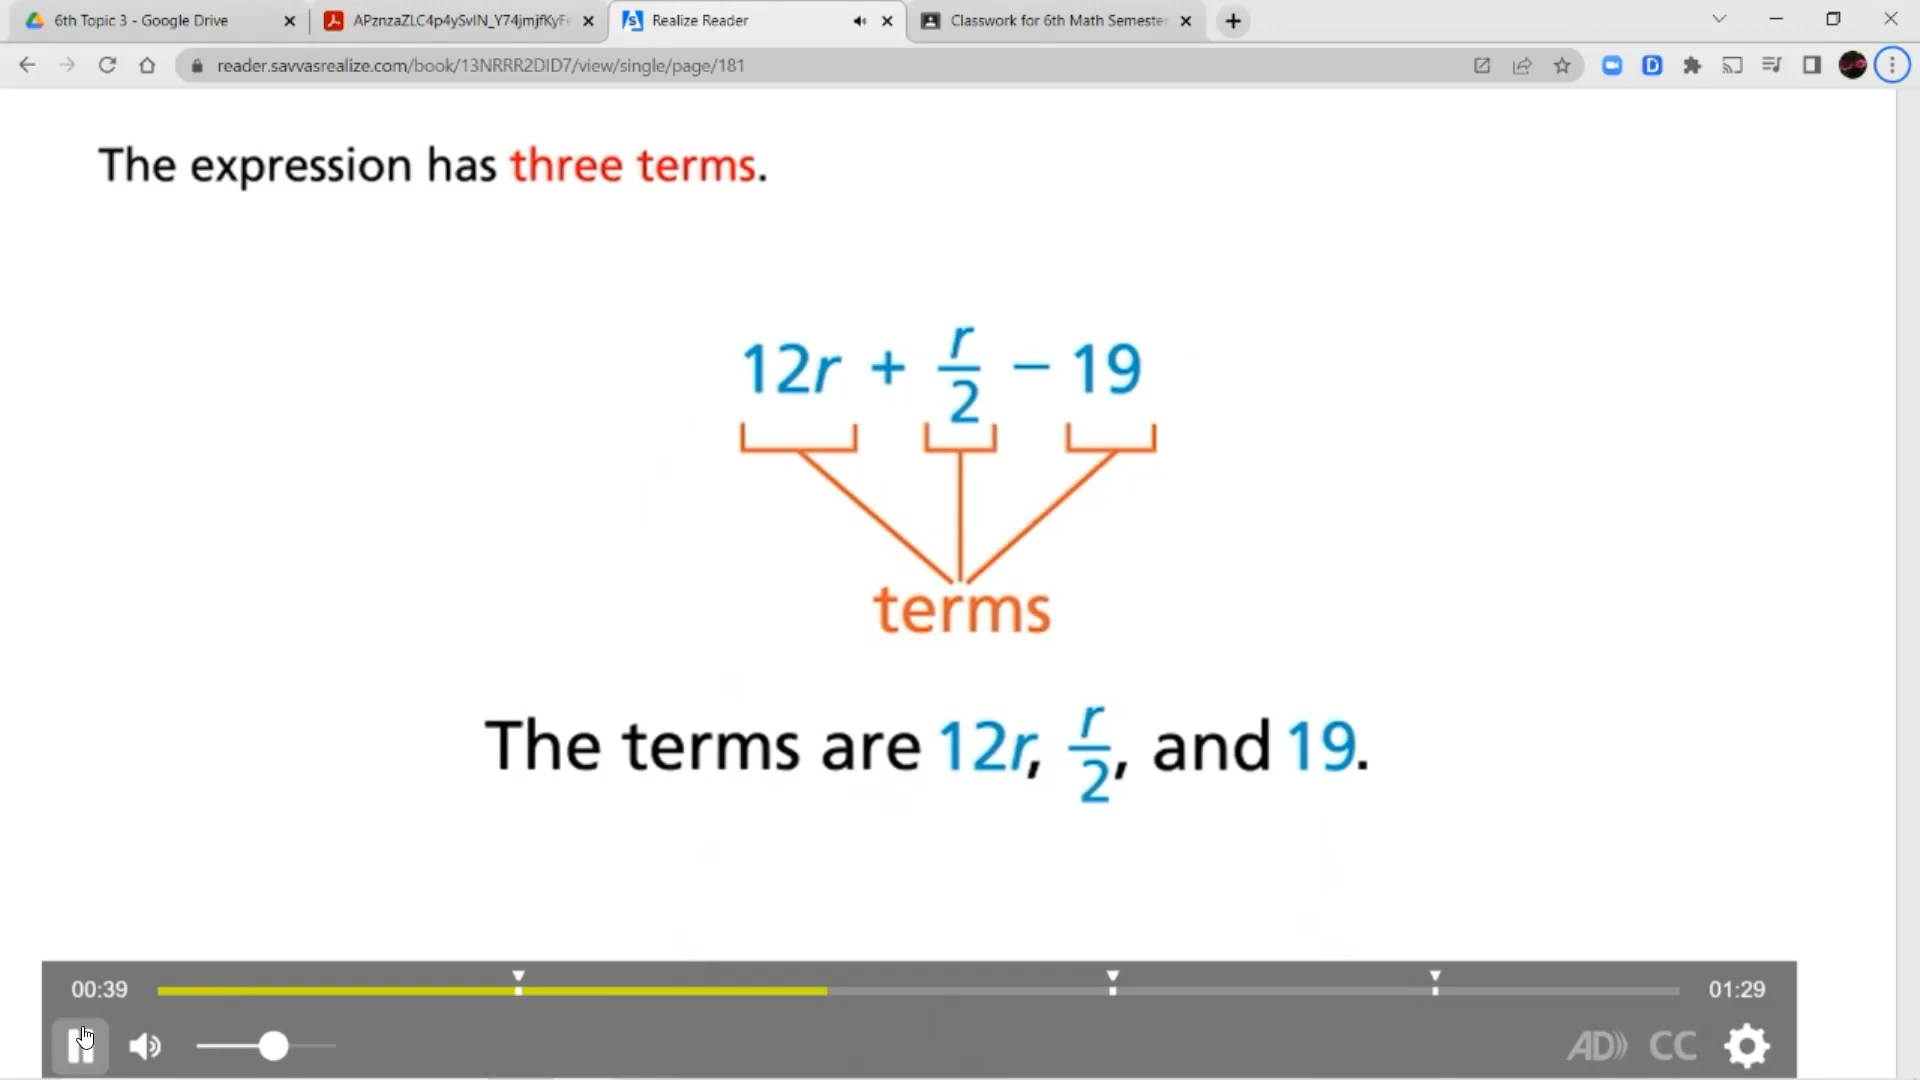 6th Topic 3 - Google Drive
APznzaZLC4p4ySvIN_Y74jmjfKyFe
Realize Reader
Classwork for 6th Math Semester
reader.savvasrealize.com/book/13NRRR2DID7/view/single/page/181
The expression has three terms.
12r + r/2 − 19
terms
The terms are 12r, r/2, and 19.
00:39
01:29
AD
CC